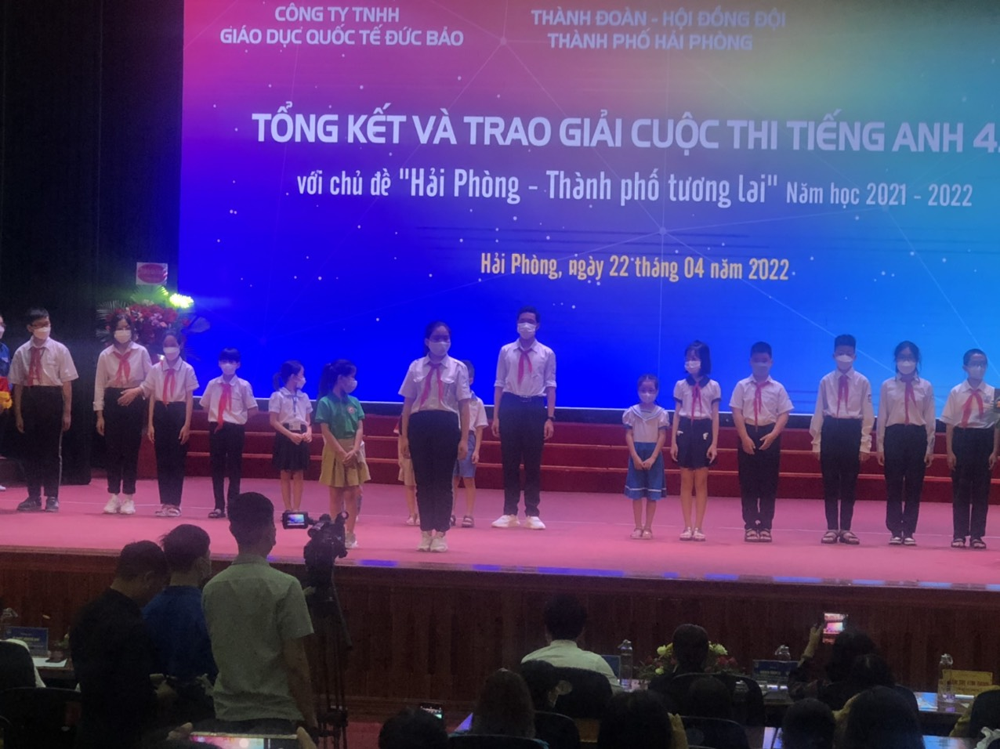 CÔNG TY TNHH
GIÁO DỤC QUỐC TẾ ĐỨC BẢO
THÀNH ĐOÀN - HỘI ĐỒNG ĐỘI
THÀNH PHỐ HẢI PHÒNG
TỔNG KẾT VÀ TRAO GIẢI CUỘC THI TIẾNG ANH 4.
với chủ đề "Hải Phòng - Thành phố tương lai" Năm học 2021 - 2022
Hải Phòng, ngày 22 tháng 04 năm 2022